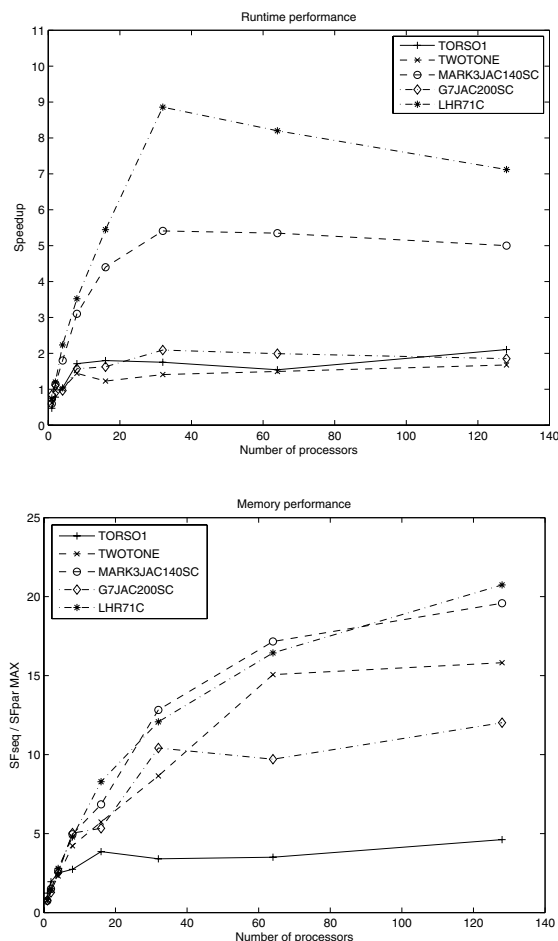 Runtime performance
11
10
9
8
7
6
5
4
3
2
1
0
Speedup
TORSO1
TWOTONE
MARK3JAC140SC
G7JAC200SC
LHR71C
0 20 40 60 80 100 120 140
Number of processors
Memory performance
25
20
15
10
5
0
SFseq / SFpar MAX
TORSO1
TWOTONE
MARK3JAC140SC
G7JAC200SC
LHR71C
0 20 40 60 80 100 120 140
Number of processors